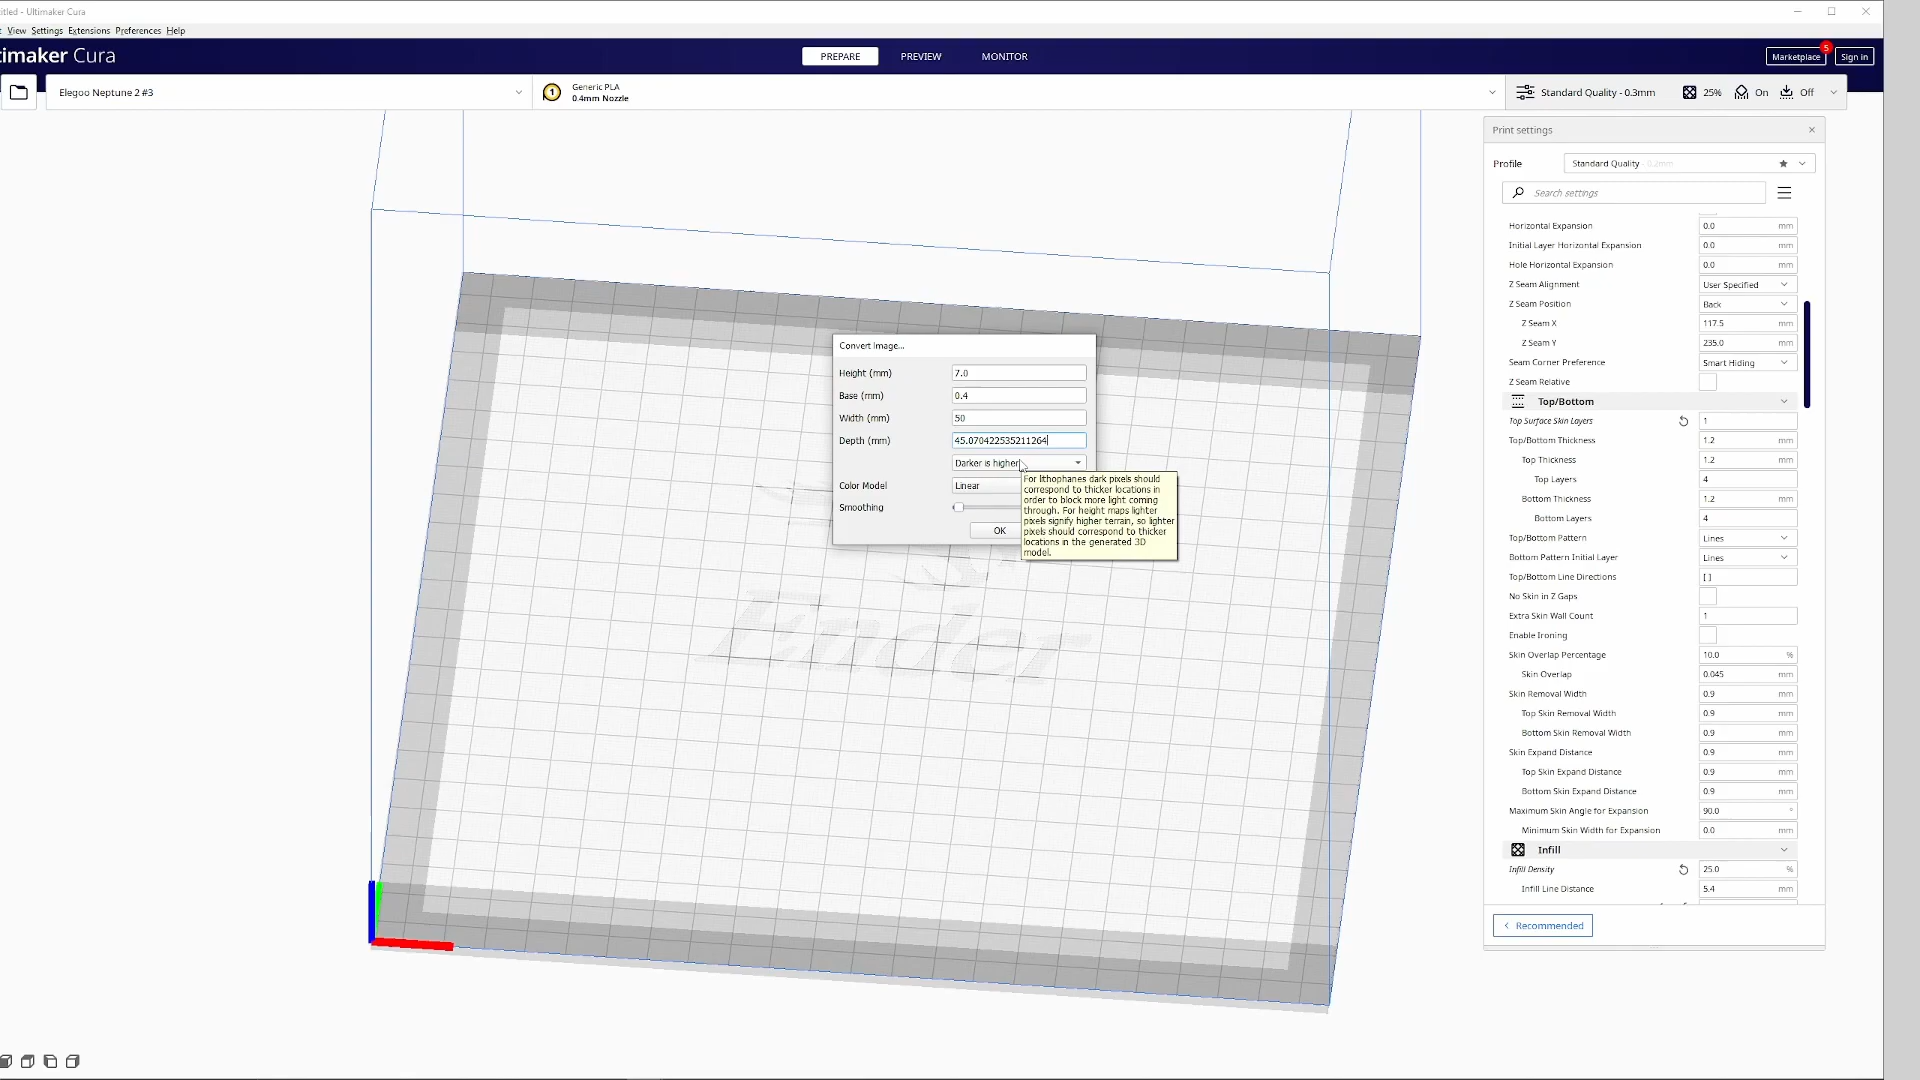 titled - Ultimaker Cura
View Settings Extensions Preferences Help
timaker Cura
PREPARE PREVIEW MONITOR
Marketplace 5 Sign in
Elegoo Neptune 2 #3
1 Generic PLA
0.4mm Nozzle
Standard Quality - 0.3mm 25% On Off
Print settings
Profile Standard Quality - 0.2mm
Search settings
Horizontal Expansion 0.0 mm
Initial Layer Horizontal Expansion 0.0 mm
Hole Horizontal Expansion 0.0 mm
Z Seam Alignment User Specified
Z Seam Position Back
Z Seam X 117.5 mm
Z Seam Y 235.0 mm
Seam Corner Preference Smart Hiding
Z Seam Relative
Top/Bottom
Top Surface Skin Layers 1
Top/Bottom Thickness 1.2 mm
Top Thickness 1.2 mm
Top Layers 4
Bottom Thickness 1.2 mm
Bottom Layers 4
Top/Bottom Pattern Lines
Bottom Pattern Initial Layer Lines
Top/Bottom Line Directions [ ]
No Skin in Z Gaps
Extra Skin Wall Count 1
Enable Ironing
Skin Overlap Percentage 10.0 %
Skin Overlap 0.045 mm
Skin Removal Width 0.9 mm
Top Skin Removal Width 0.9 mm
Bottom Skin Removal Width 0.9 mm
Skin Expand Distance 0.9 mm
Top Skin Expand Distance 0.9 mm
Bottom Skin Expand Distance 0.9 mm
Maximum Skin Angle for Expansion 90.0 °
Minimum Skin Width for Expansion 0.0 mm
Infill
Infill Density 25.0 %
Infill Line Distance 5.4 mm
< Recommended
Convert Image...
Height (mm) 7.0
Base (mm) 0.4
Width (mm) 50
Depth (mm) 45.070422535211264
Darker is higher
Color Model Linear
Smoothing
OK
For lithophanes dark pixels should
correspond to thicker locations in
order to block more light coming
through. For height maps lighter
pixels signify higher terrain, so lighter
pixels should correspond to thicker
locations in the generated 3D
model.
Ender